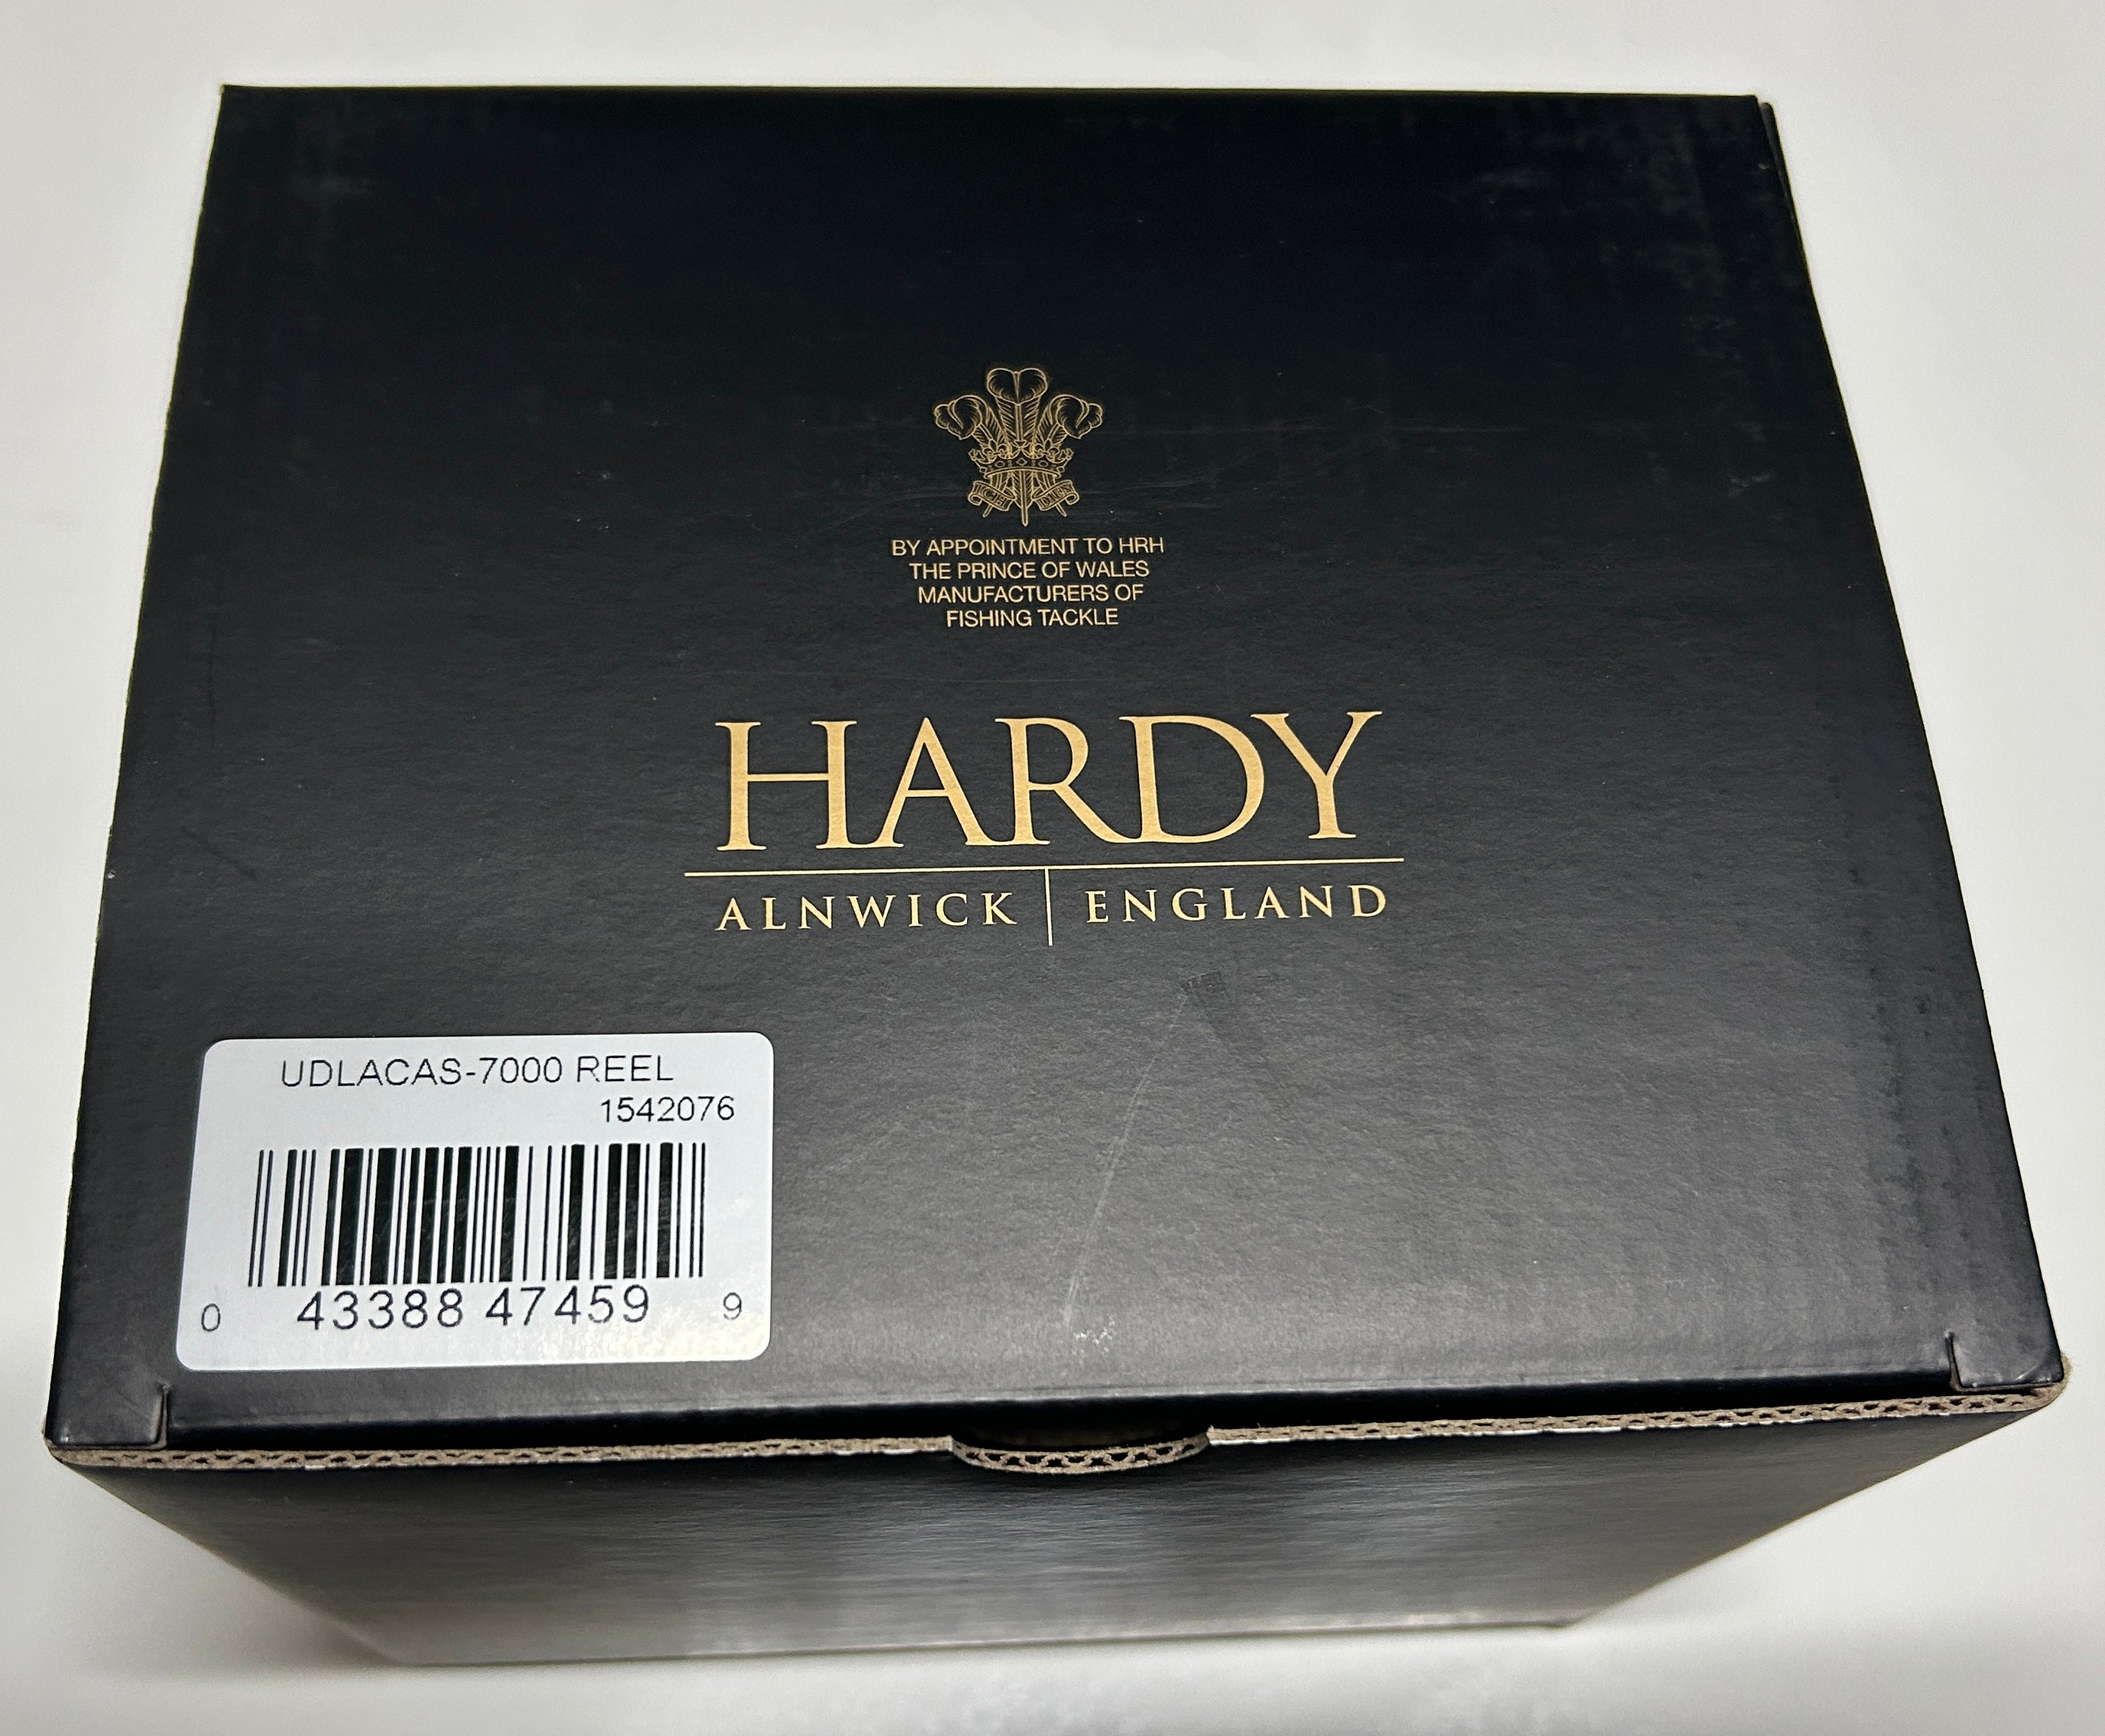 BY APPOINTMENT TO HRH
THE PRINCE OF WALES
MANUFACTURERS OF
FISHING TACKLE
HARDY
ALNWICK | ENGLAND
UDLACAS-7000 REEL
1542076
0 43388 47459 9